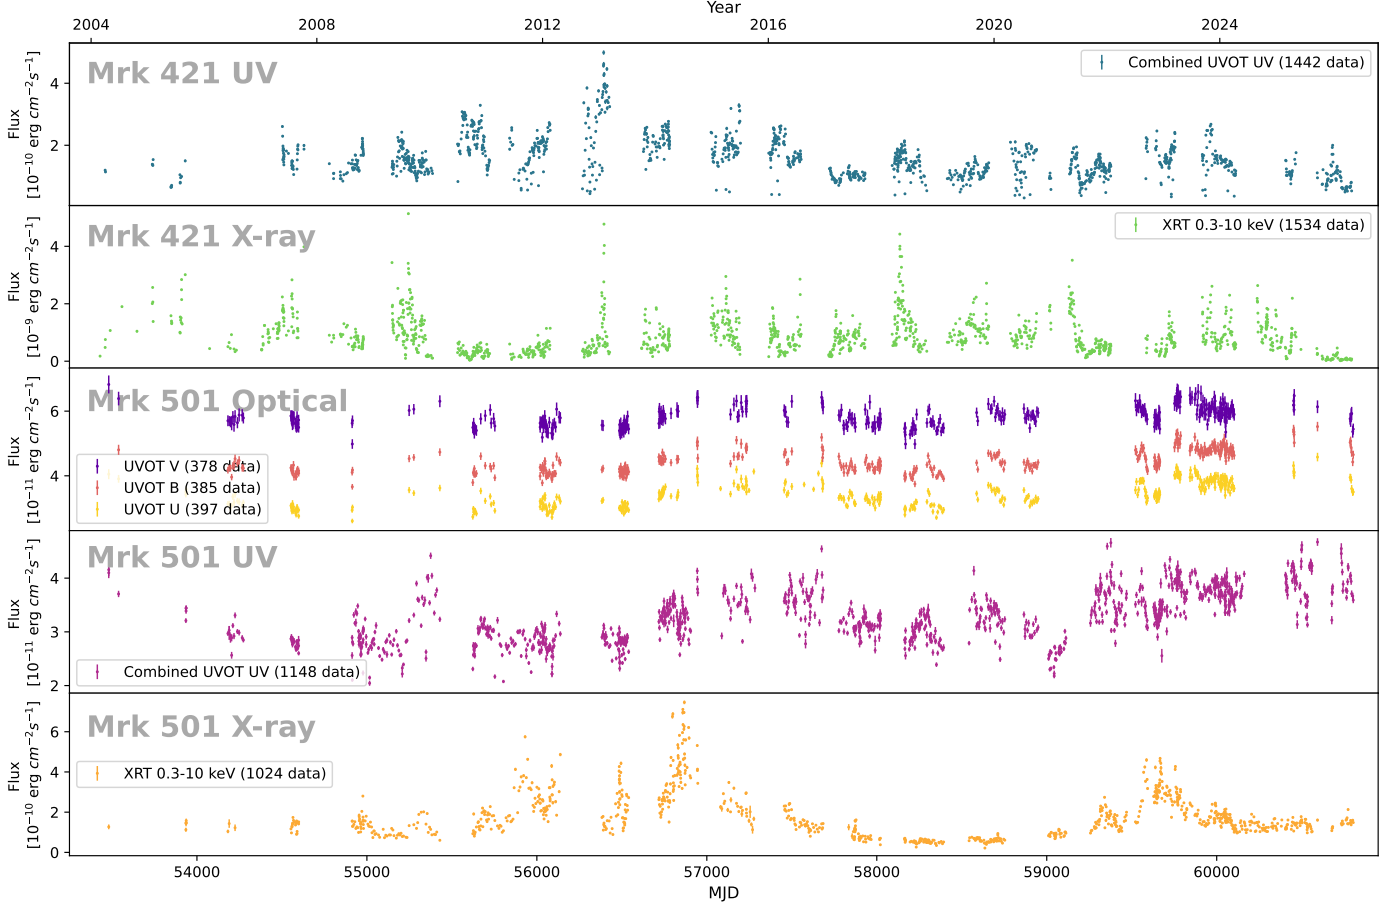 Year
2004 2008 2012 2016 2020 2024
Mrk 421 UV
Combined UVOT UV (1442 data)
Flux
[10⁻¹⁰ erg cm⁻²s⁻¹]
4
2
Mrk 421 X-ray
XRT 0.3-10 keV (1534 data)
Flux
[10⁻⁹ erg cm⁻²s⁻¹]
4
2
0
Mrk 501 Optical
UVOT V (378 data)
UVOT B (385 data)
UVOT U (397 data)
Flux
[10⁻¹¹ erg cm⁻²s⁻¹]
6
4
Mrk 501 UV
Combined UVOT UV (1148 data)
Flux
[10⁻¹¹ erg cm⁻²s⁻¹]
4
3
2
Mrk 501 X-ray
XRT 0.3-10 keV (1024 data)
Flux
[10⁻¹⁰ erg cm⁻²s⁻¹]
6
4
2
0
54000 55000 56000 57000 58000 59000 60000
MJD